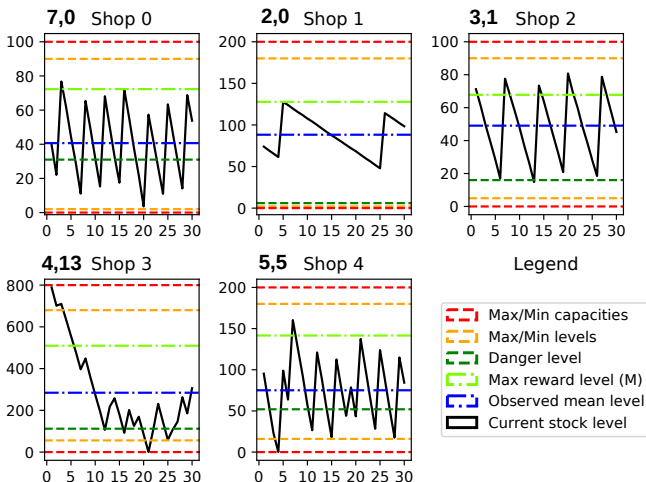 7,0 Shop 0
2,0 Shop 1
3,1 Shop 2
100
80
60
40
20
0
0 5 10 15 20 25 30
200
150
100
50
0
0 5 10 15 20 25 30
100
80
60
40
20
0
0 5 10 15 20 25 30
4,13 Shop 3
5,5 Shop 4
Legend
800
600
400
200
0
0 5 10 15 20 25 30
200
150
100
50
0
0 5 10 15 20 25 30
Max/Min capacities
Max/Min levels
Danger level
Max reward level (M)
Observed mean level
Current stock level